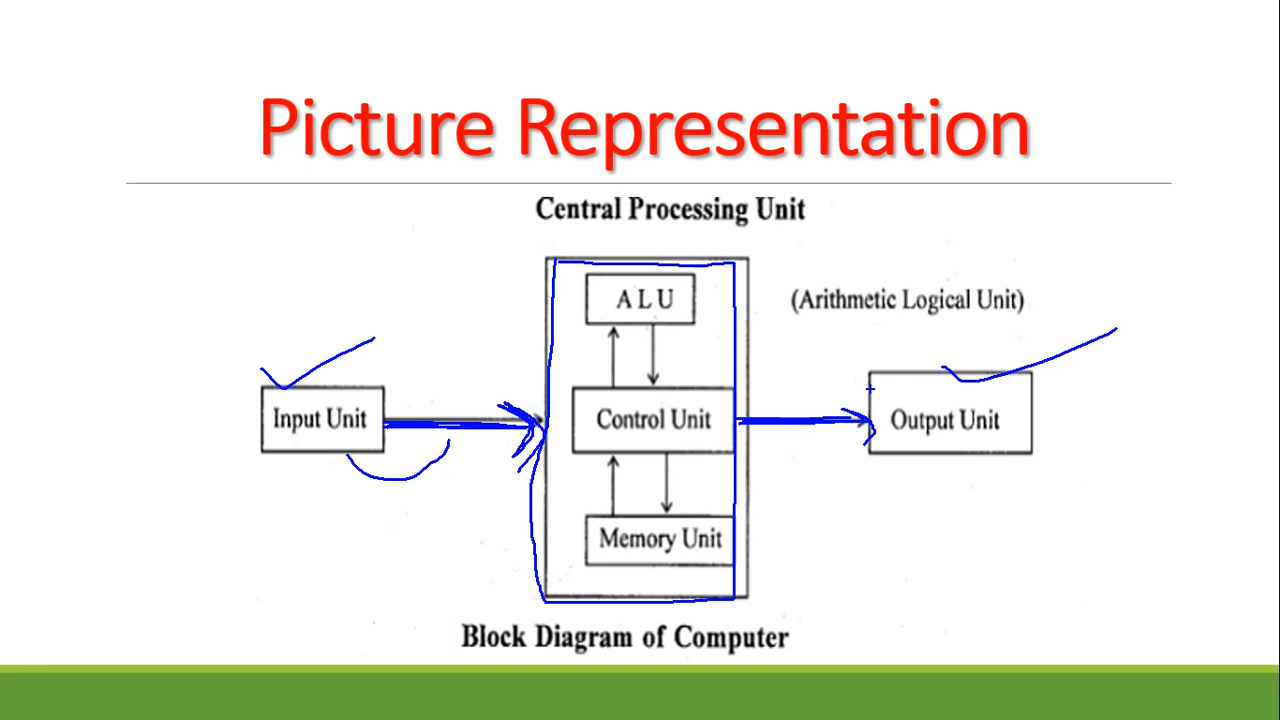 Picture Representation
Central Processing Unit
A L U
(Arithmetic Logical Unit)
Input Unit
Control Unit
Output Unit
Memory Unit
Block Diagram of Computer